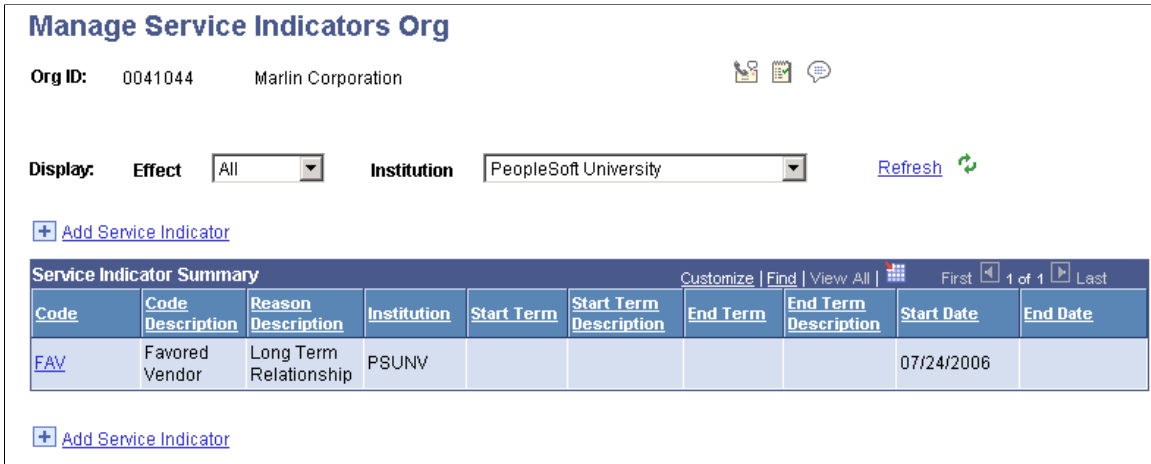 Manage Service Indicators Org
Org ID: 0041044 Marlin Corporation
Display: Effect All Institution PeopleSoft University Refresh
Add Service Indicator
Service Indicator Summary Customize | Find | View All | First 1 of 1 Last
Code Code Description Reason Description Institution Start Term Start Term Description End Term End Term Description Start Date End Date
FAV Favored Vendor Long Term Relationship PSUNV 07/24/2006
Add Service Indicator